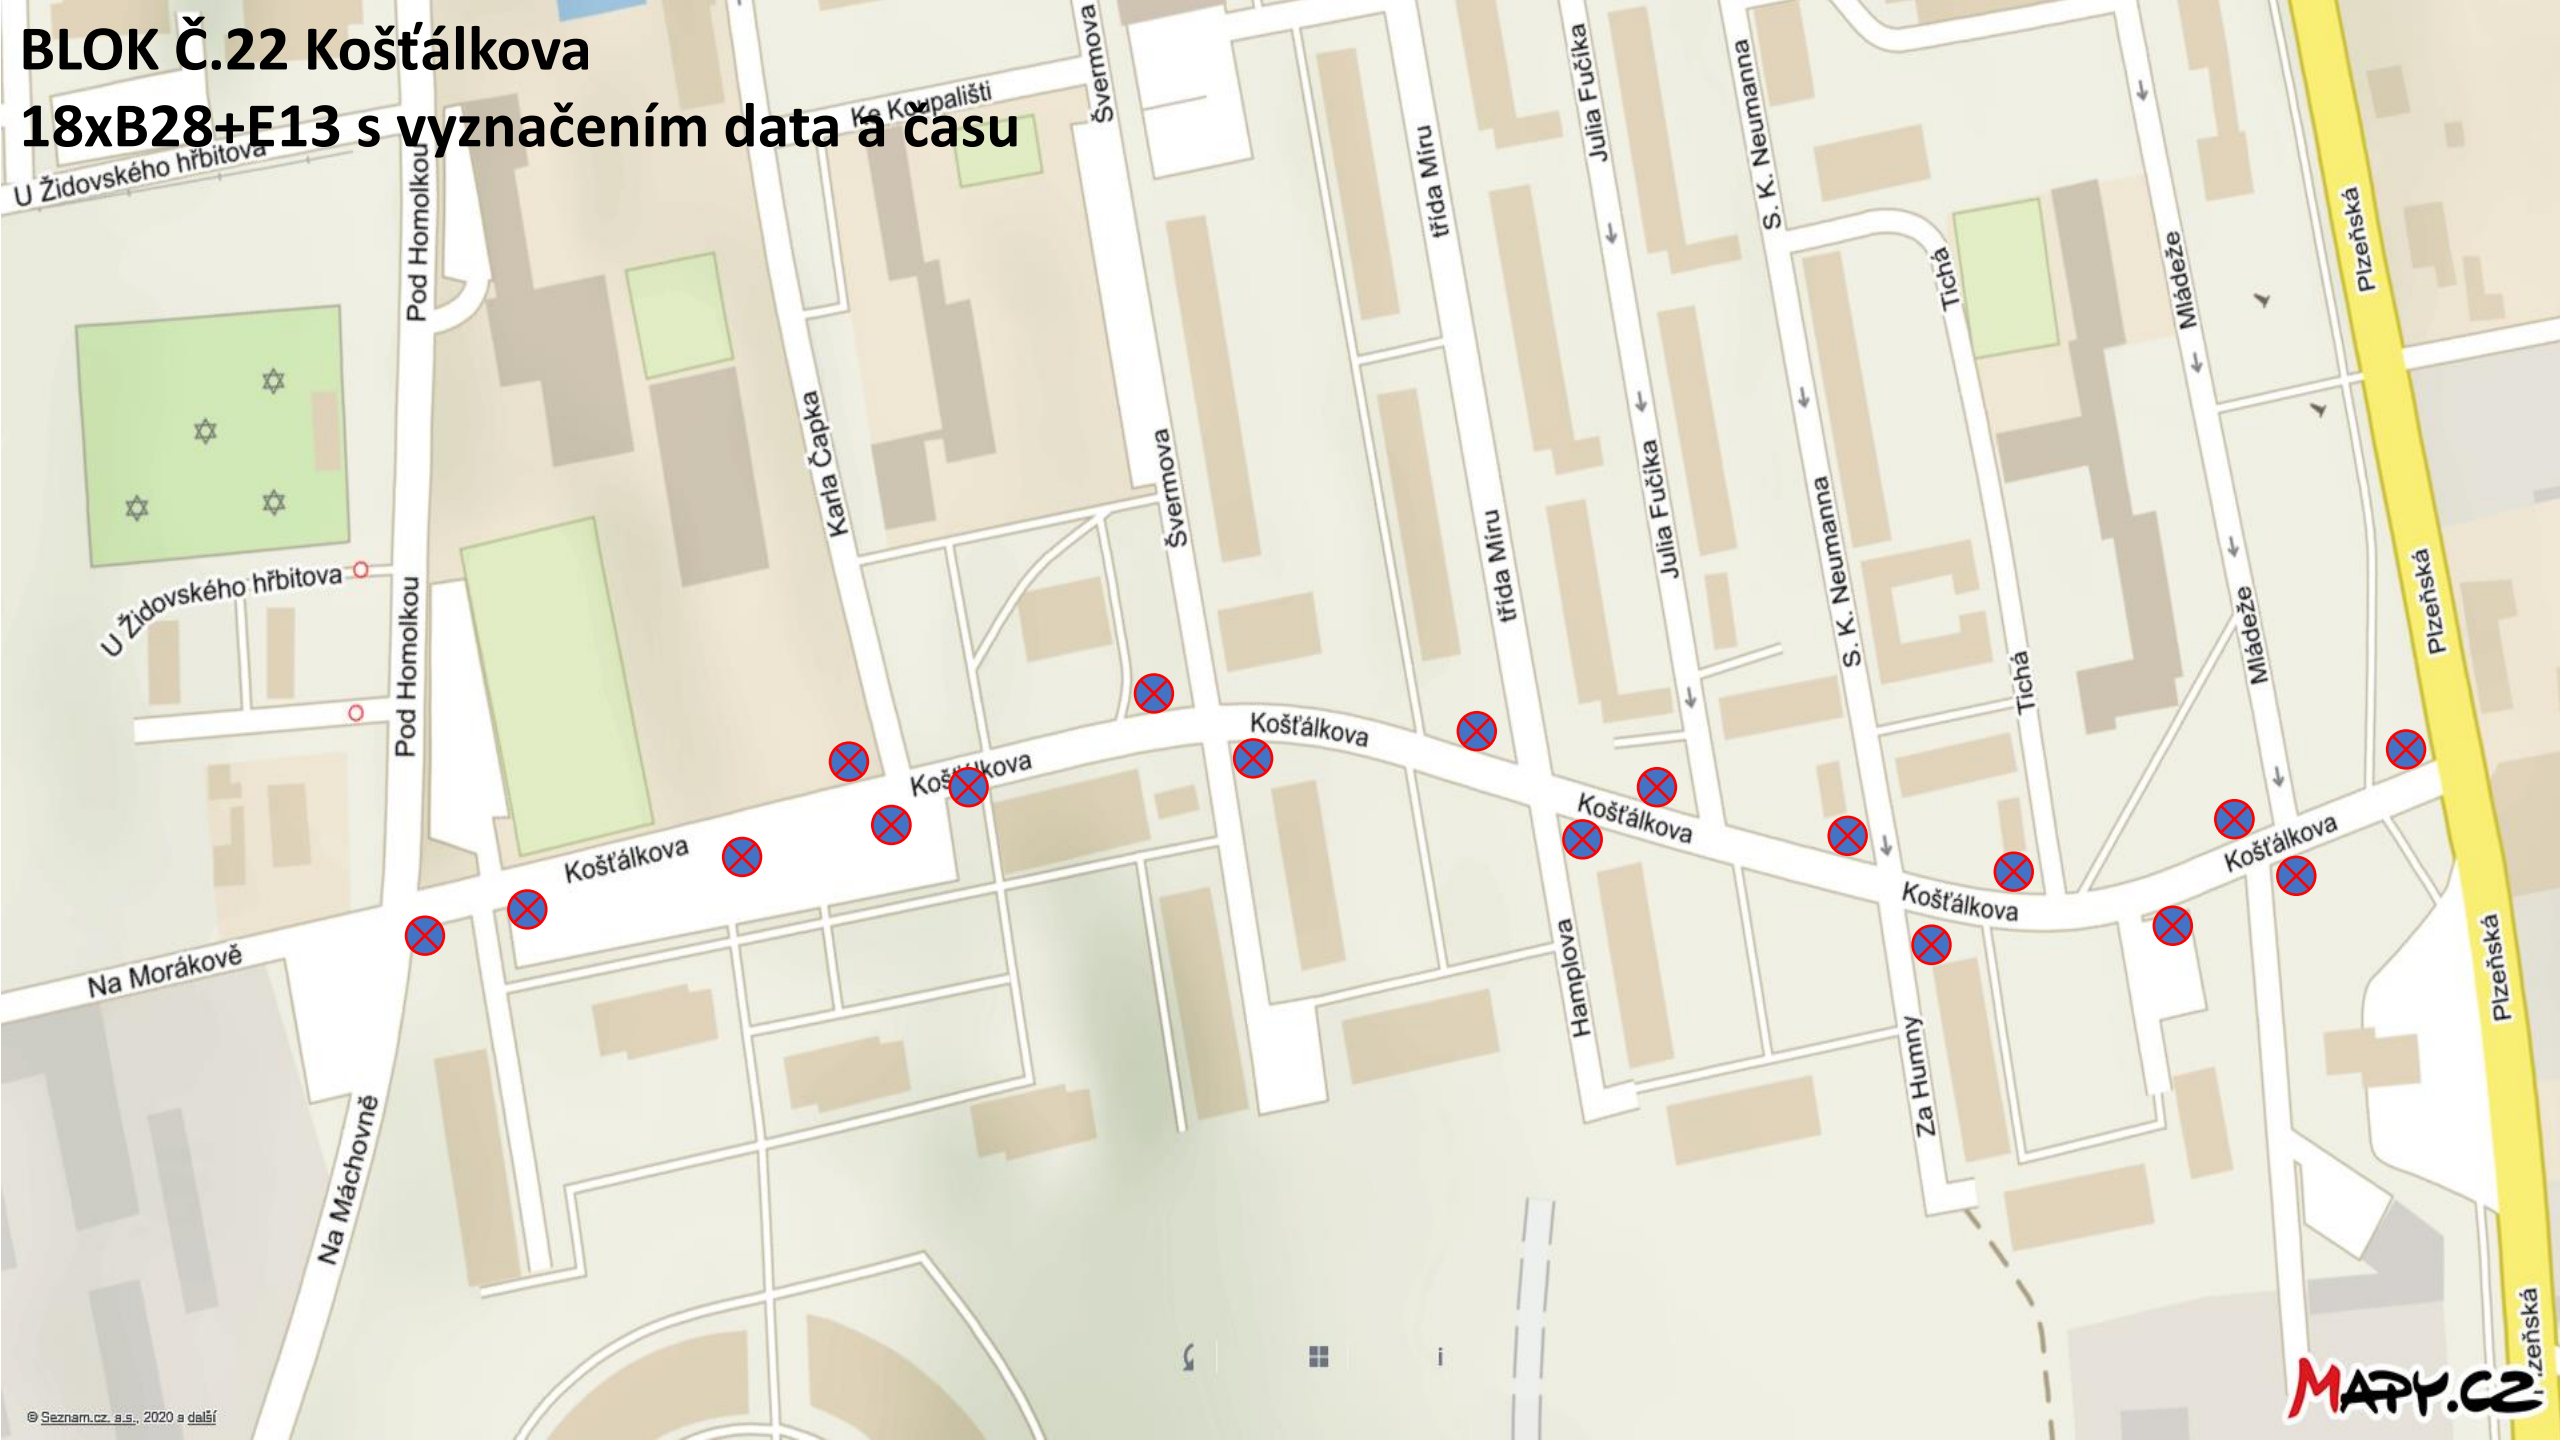 BLOK Č.22 Košťálkova
18xB28+E13 s vyznačením data a času
U Židovského hřbitova
Pod Homolkou
Ke Koupališti
Švermova
třída Míru
Julia Fučíka
S. K. Neumanna
Tichá
Mládeže
Plzeňská
Karla Čapka
Švermova
třída Míru
Julia Fučíka
S. K. Neumanna
Tichá
Mládeže
Plzeňská
U Židovského hřbitova
Pod Homolkou
Košťálkova
Košťálkova
Košťálkova
Košťálkova
Košťálkova
Košťálkova
Na Morákově
Na Máchovně
Hamplova
Za Humny
Plzeňská
Plzeňská
i
© Seznam.cz, a.s., 2020 a další
MAPY.CZ